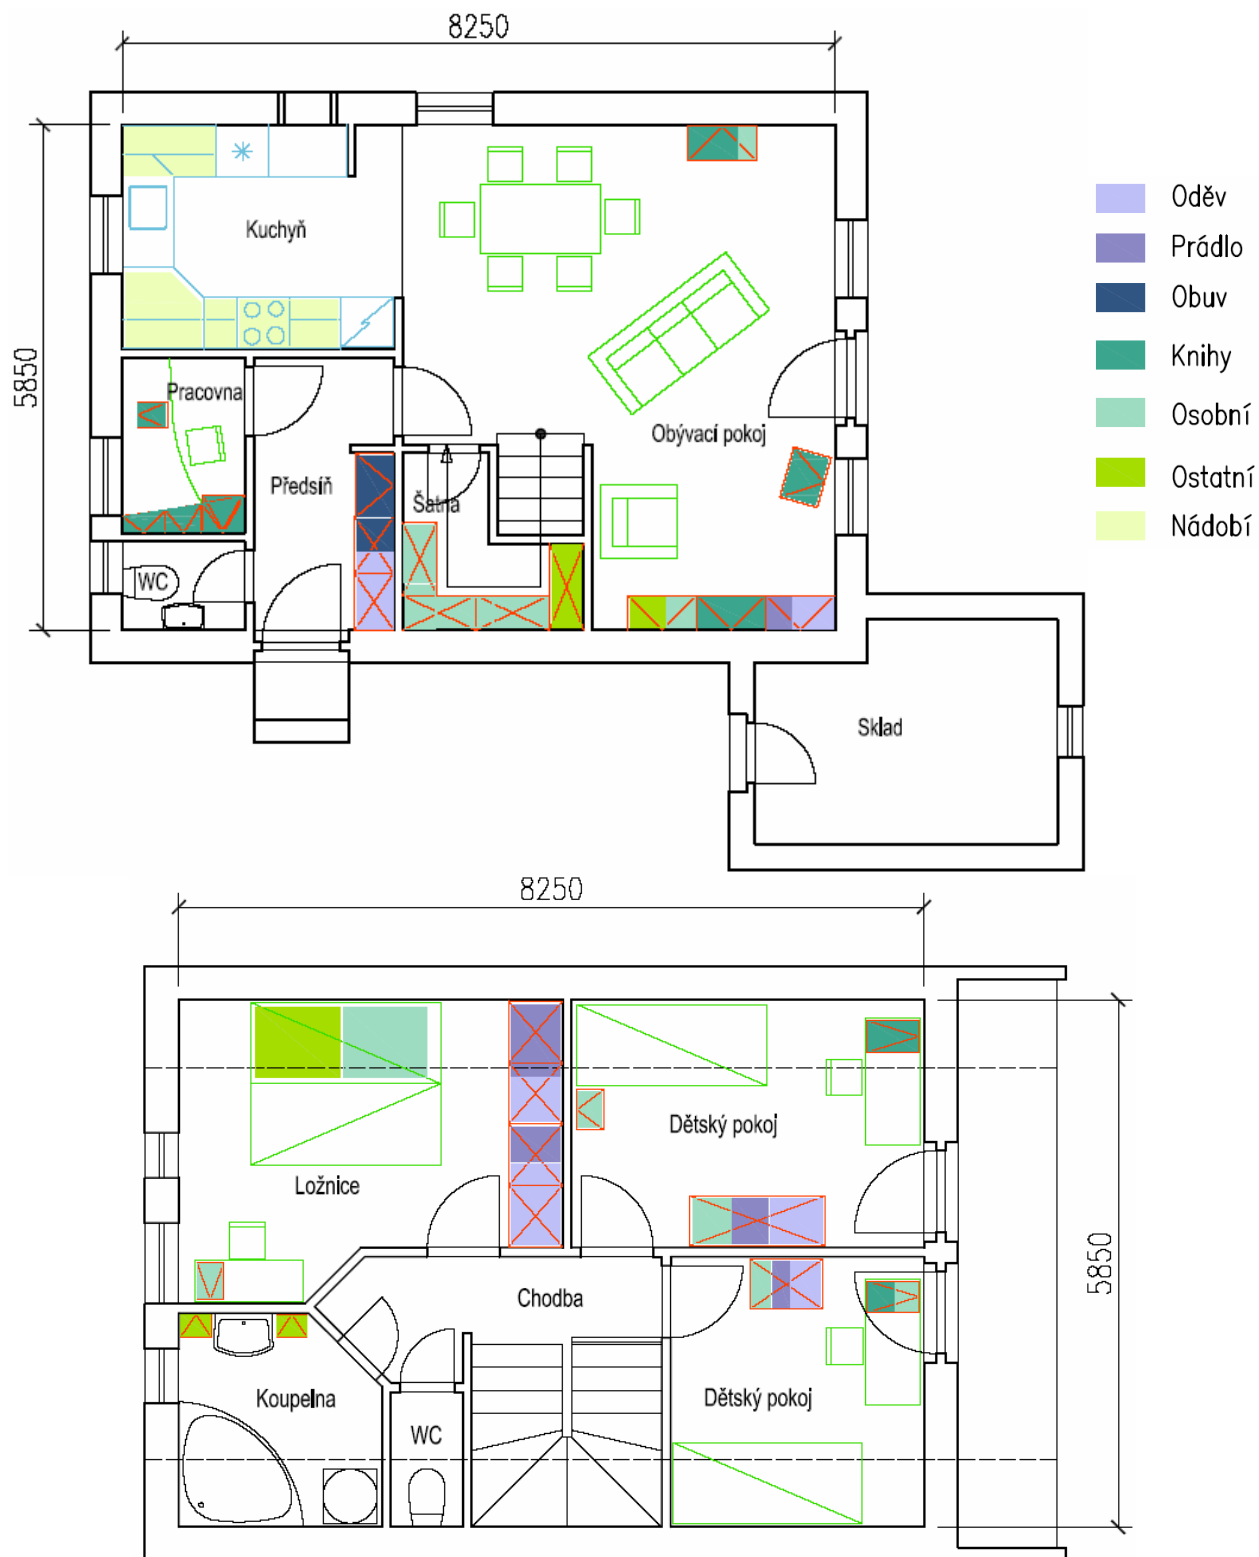 8250
5850
Kuchyň
Pracovna
Předsíň
Šatna
WC
Obývací pokoj
Sklad
Oděv
Prádlo
Obuv
Knihy
Osobní
Ostatní
Nádobí
8250
5850
Ložnice
Dětský pokoj
Chodba
Koupelna
WC
Dětský pokoj